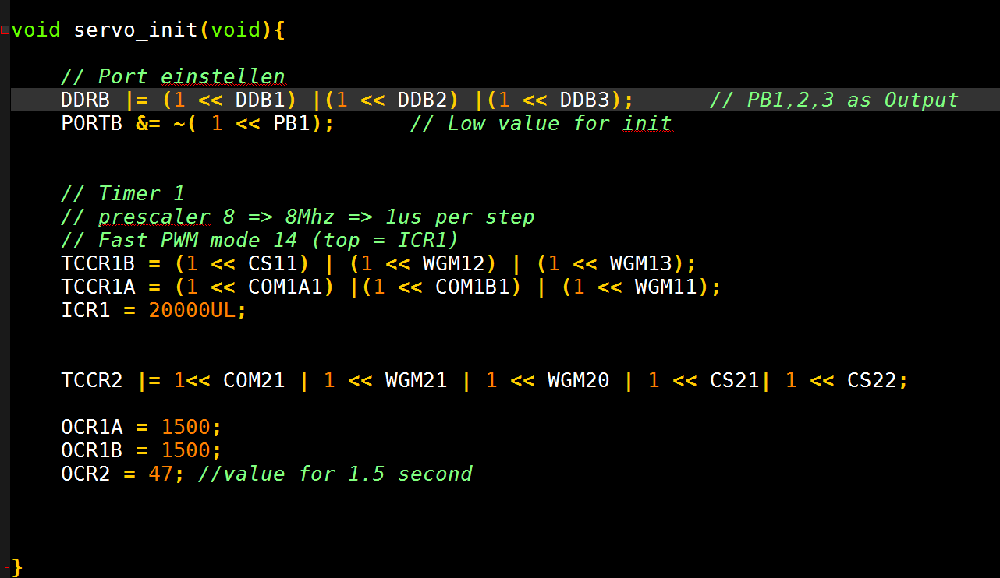 void servo_init(void){
// Port einstellen
DDRB |= (1 << DDB1) |(1 << DDB2) |(1 << DDB3);      // PB1,2,3 as Output
PORTB &= ~( 1 << PB1);      // Low value for init
// Timer 1
// prescaler 8 => 8Mhz => 1us per step
// Fast PWM mode 14 (top = ICR1)
TCCR1B = (1 << CS11) | (1 << WGM12) | (1 << WGM13);
TCCR1A = (1 << COM1A1) |(1 << COM1B1) | (1 << WGM11);
ICR1 = 20000UL;
TCCR2 |= 1<< COM21 | 1 << WGM21 | 1 << WGM20 | 1 << CS21| 1 << CS22;
OCR1A = 1500;
OCR1B = 1500;
OCR2 = 47; //value for 1.5 second
}